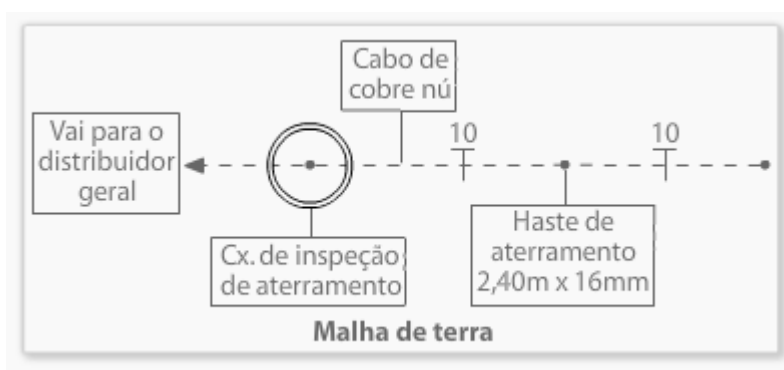 Cabo de
cobre nú
Vai para o
distribuidor
geral
10
10
Cx. de inspeção
de aterramento
Haste de
aterramento
2,40m x 16mm
Malha de terra